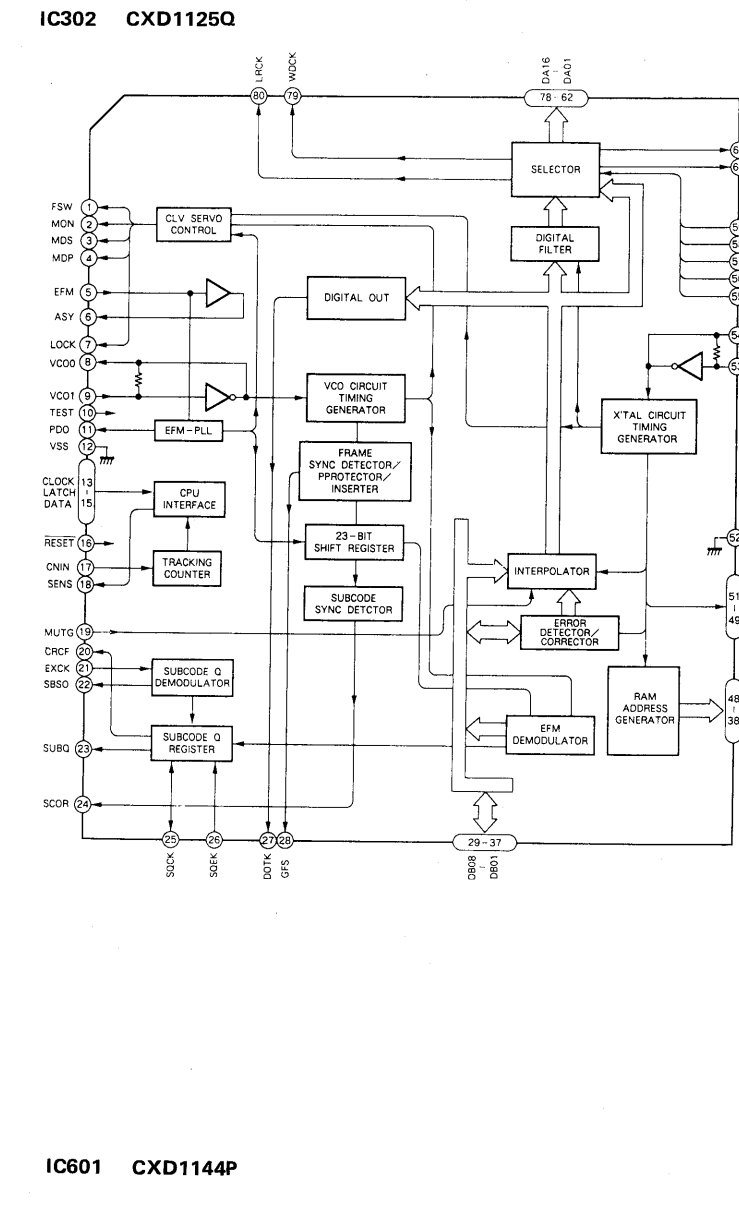 IC302 CXD1125Q
LRCK
WDCK
DA16
DA01
80
79
78-62
SELECTOR
FSW 1
MON 2
MDS 3
MDP 4
CLV SERVO
CONTROL
DIGITAL
FILTER
EFM 5
ASY 6
DIGITAL OUT
LOCK 7
VCO0 8
VCO1 9
TEST 10
PDO 11
VSS 12
EFM-PLL
VCO CIRCUIT
TIMING
GENERATOR
53
X'TAL CIRCUIT
TIMING
GENERATOR
CLOCK
LATCH
DATA
13
15
CPU
INTERFACE
FRAME
SYNC DETECTOR/
PPROTECTOR/
INSERTER
RESET 16
CNIN 17
SENS 18
TRACKING
COUNTER
23-BIT
SHIFT REGISTER
52
INTERPOLATOR
SUBCODE
SYNC DETCTOR
51
49
MUTG 19
CRCF 20
EXCK 21
SBSO 22
ERROR
DETECTOR/
CORRECTOR
SUBCODE Q
DEMODULATOR
RAM
ADDRESS
GENERATOR
48
38
SUBQ 23
SUBCODE Q
REGISTER
EFM
DEMODULATOR
SCOR 24
25
26
27
28
29-37
SQCK
SQEK
DOTK
GFS
DB08
DB01
IC601 CXD1144P